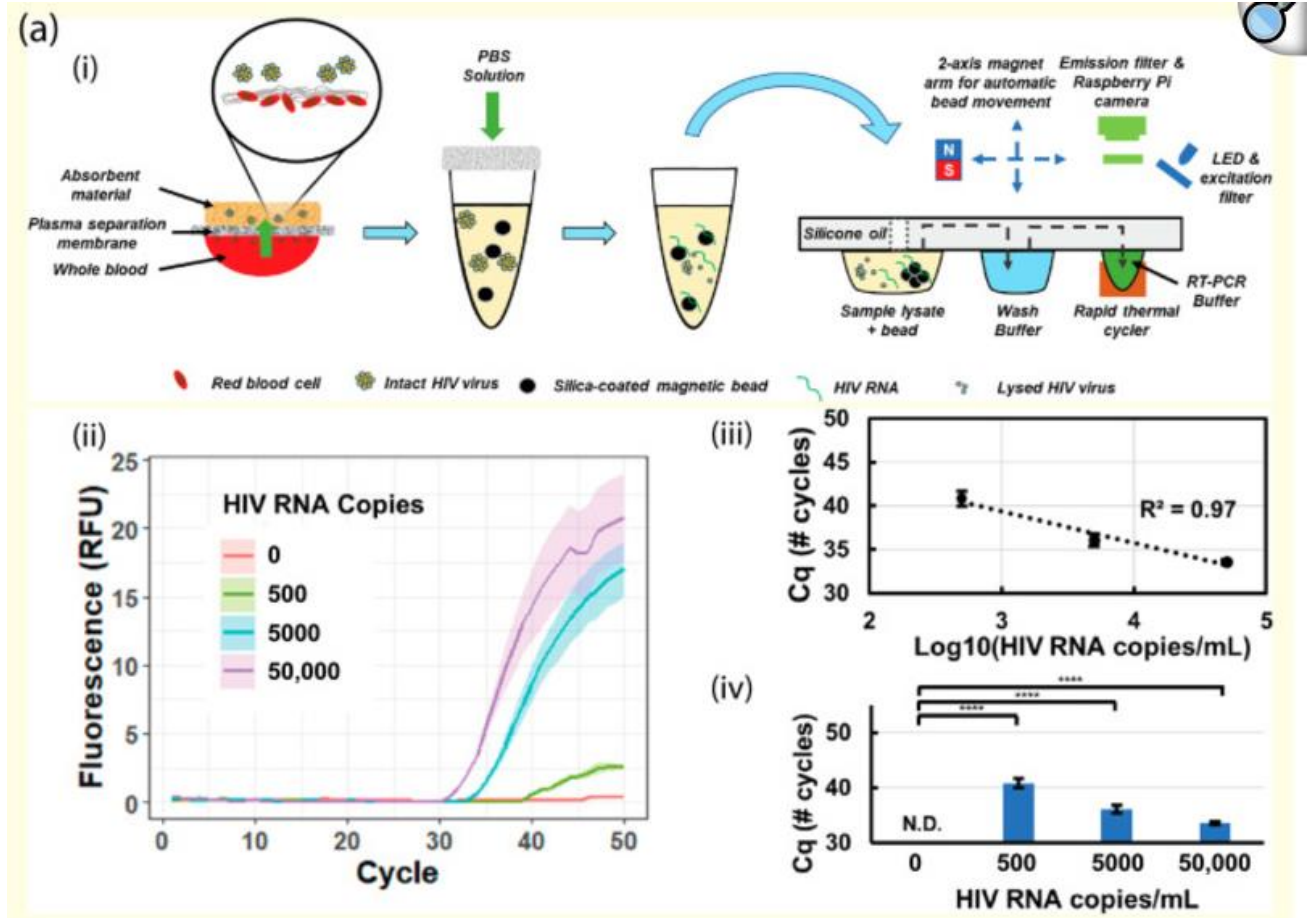 (a)
(i)
Absorbent
material
Plasma separation
membrane
Whole blood
PBS
Solution
2-axis magnet
arm for automatic
bead movement
Emission filter &
Raspberry Pi
camera
N
S
LED &
excitation
filter
Silicone oil
RT-PCR
Buffer
Sample lysate
+ bead
Wash
Buffer
Rapid thermal
cycler
Red blood cell
Intact HIV virus
Silica-coated magnetic bead
HIV RNA
Lysed HIV virus
(ii)
Fluorescence (RFU)
25
20
15
10
5
0
HIV RNA Copies
0
500
5000
50,000
0 10 20 30 40 50
Cycle
(iii)
Cq (# cycles)
50
45
40
35
30
R² = 0.97
2 3 4 5
Log10(HIV RNA copies/mL)
(iv)
Cq (# cycles)
50
40
30
****
****
****
N.D.
0 500 5000 50,000
HIV RNA copies/mL